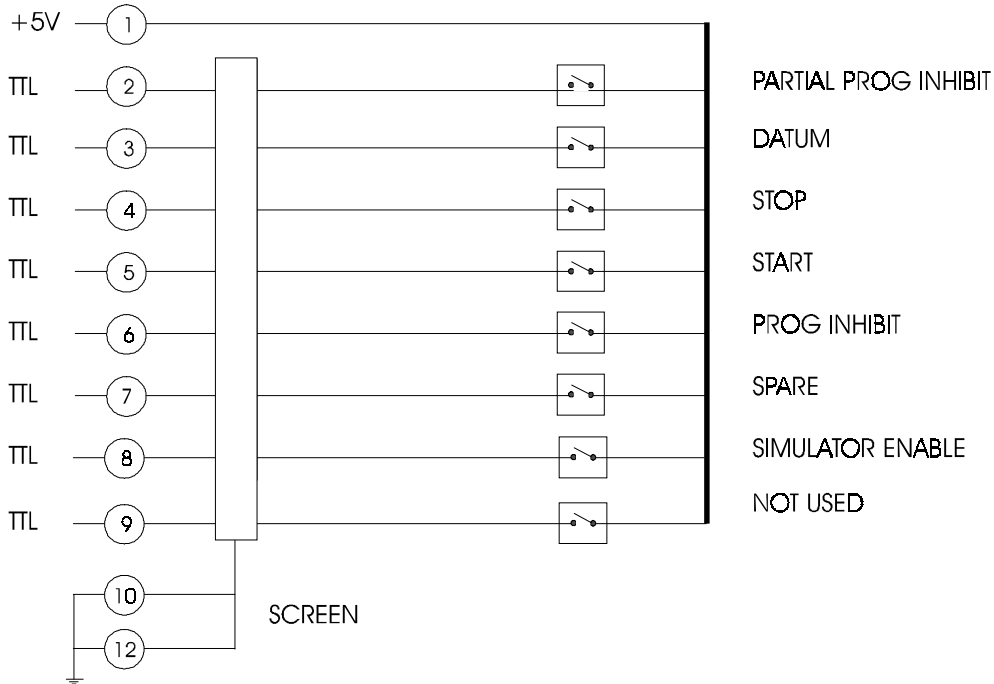 +5V 1
TTL 2 PARTIAL PROG INHIBIT
TTL 3 DATUM
TTL 4 STOP
TTL 5 START
TTL 6 PROG INHIBIT
TTL 7 SPARE
TTL 8 SIMULATOR ENABLE
TTL 9 NOT USED
10
SCREEN
12